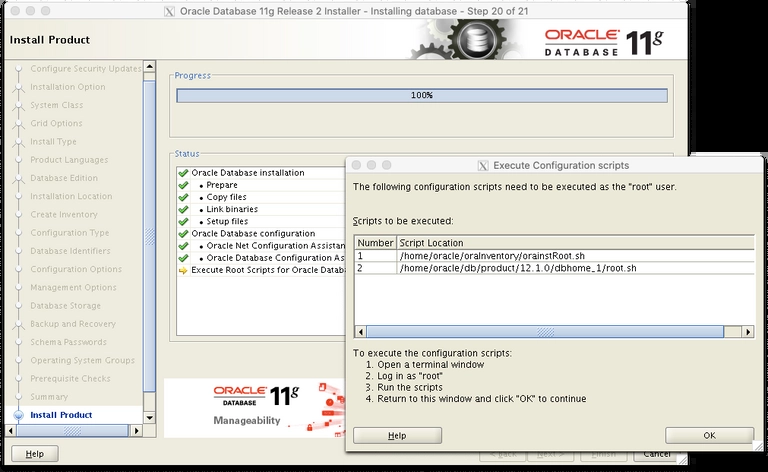 Oracle Database 11g Release 2 Installer - Installing database - Step 20 of 21
Install Product
ORACLE
DATABASE 11g
Configure Security Updates
Installation Option
System Class
Grid Options
Install Type
Product Languages
Database Edition
Installation Location
Create Inventory
Configuration Type
Database Identifiers
Configuration Options
Management Options
Database Storage
Backup and Recovery
Schema Passwords
Operating System Groups
Prerequisite Checks
Summary
Install Product
Help
Progress
100%
Status
Oracle Database installation
• Prepare
• Copy files
• Link binaries
• Setup files
Oracle Database configuration
• Oracle Net Configuration Assistan
• Oracle Database Configuration As
Execute Root Scripts for Oracle Datab
ORACLE
DATABASE 11g
Manageability
Execute Configuration scripts
The following configuration scripts need to be executed as the "root" user.
Scripts to be executed:
Number Script Location
1 /home/oracle/oraInventory/orainstRoot.sh
2 /home/oracle/db/product/12.1.0/dbhome_1/root.sh
To execute the configuration scripts:
1. Open a terminal window
2. Log in as "root"
3. Run the scripts
4. Return to this window and click "OK" to continue
Help
OK
< Back
Next >
Finish
Cancel